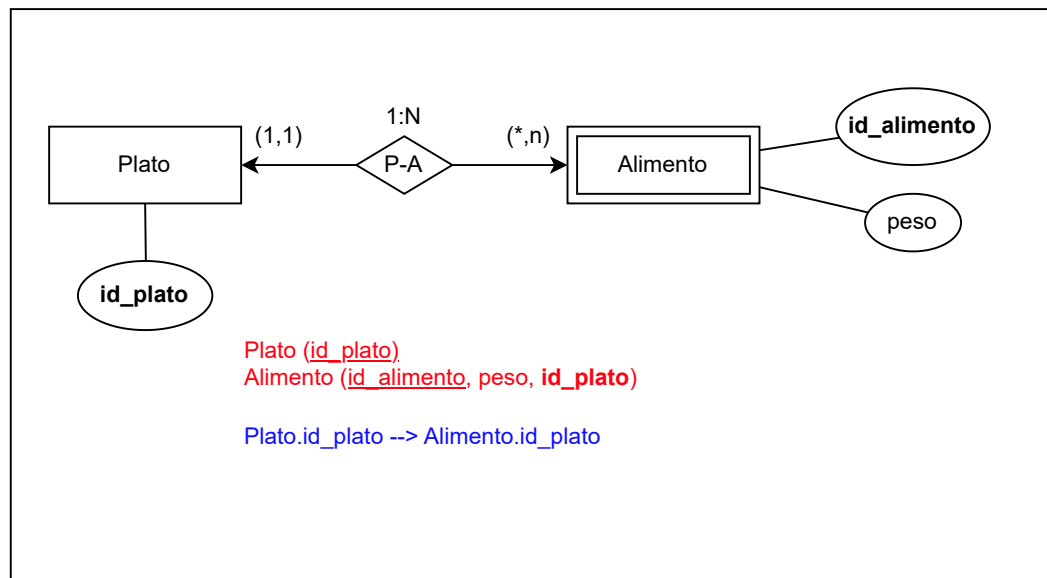 1:N
(1,1)
(*,n)
Plato
P-A
Alimento
id_alimento
peso
id_plato
Plato (id_plato)
Alimento (id_alimento, peso, id_plato)
Plato.id_plato --> Alimento.id_plato